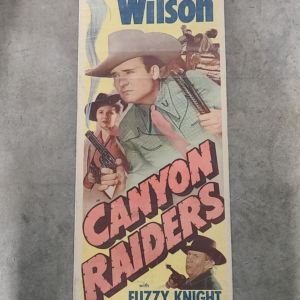 Wilson
CANYON
RAIDERS
with
FUZZY KNIGHT